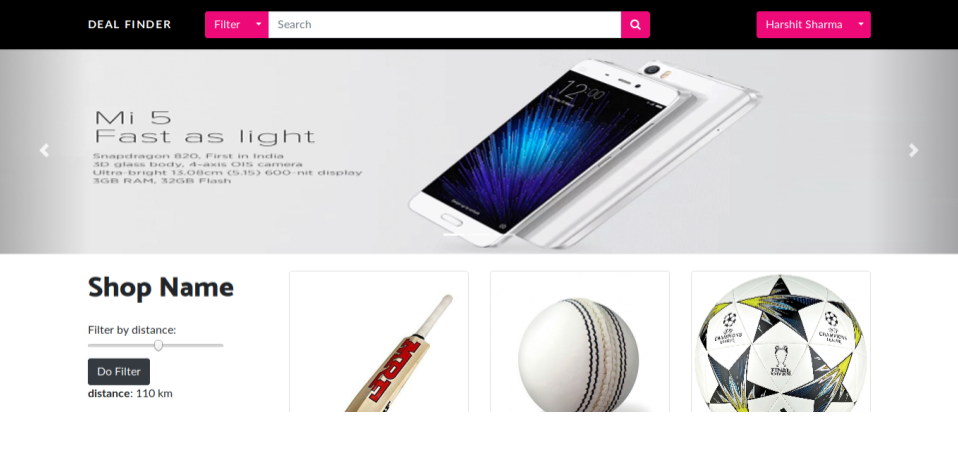 DEAL FINDER
Filter
Search
Harshit Sharma
Mi 5
Fast as light
Snapdragon 820, First in India
3D glass body, 4-axis OIS camera
Ultra-bright 13.08cm (5.15) 600-nit display
3GB RAM, 32GB Flash
12:00
Shop Name
Filter by distance:
Do Filter
distance: 110 km
MRF
CHAMPIONS
CHAMPIONS